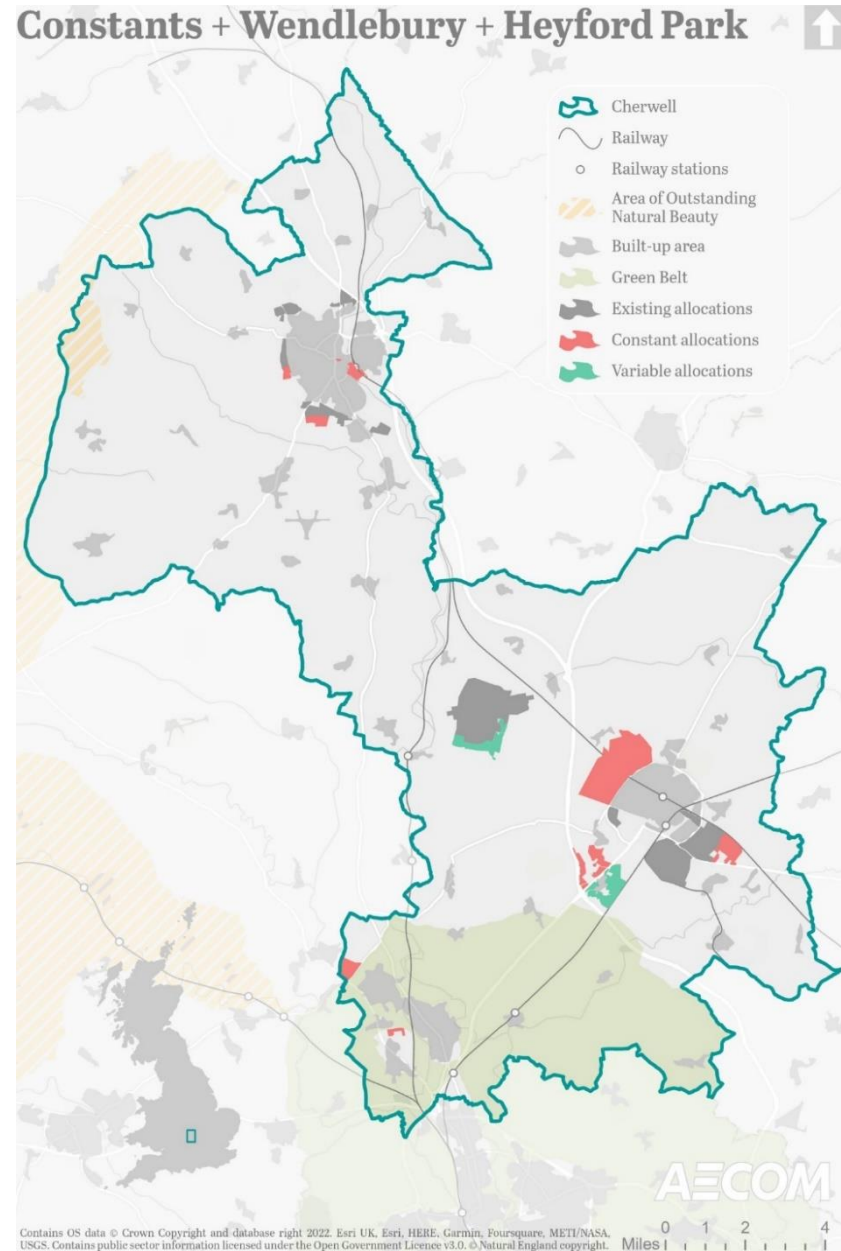 Constants + Wendlebury + Heyford Park
Cherwell
Railway
Railway stations
Area of Outstanding
Natural Beauty
Built-up area
Green Belt
Existing allocations
Constant allocations
Variable allocations
AECOM
Contains OS data © Crown Copyright and database right 2022. Esri UK, Esri, HERE, Garmin, Foursquare, METI/NASA,
USGS. Contains public sector information licensed under the Open Government Licence v3.0. © Natural England copyright.
0 1 2 4
Miles